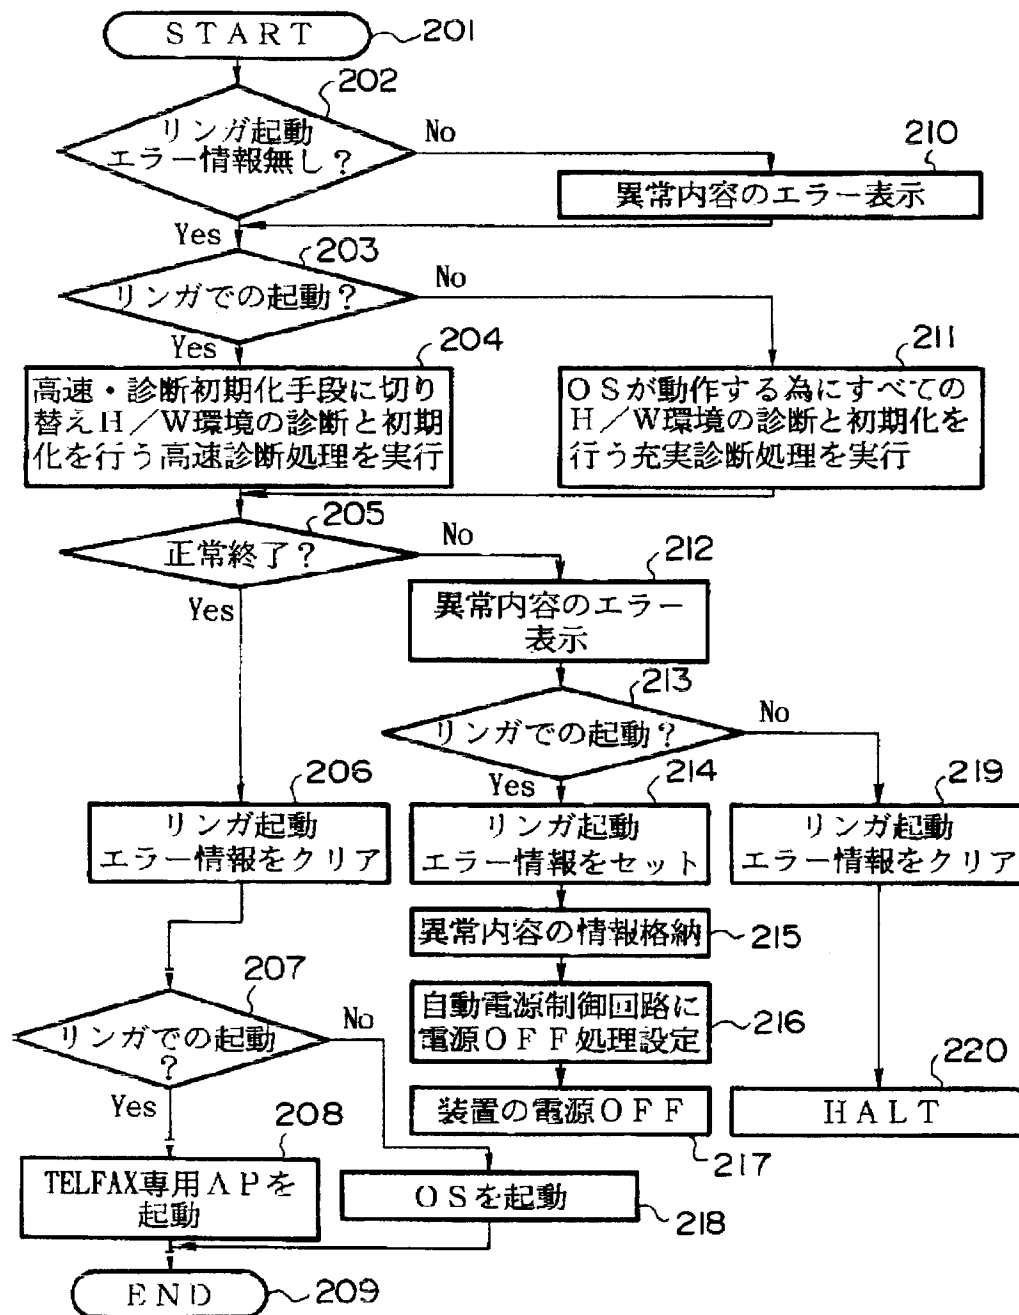 START
201
202
リンガ起動
エラー情報無し？
No
210
異常内容のエラー表示
Yes
203
リンガでの起動？
No
Yes
204
高速・診断初期化手段に切り
替えＨ／Ｗ環境の診断と初期
化を行う高速診断処理を実行
211
ＯＳが動作する為にすべての
Ｈ／Ｗ環境の診断と初期化を
行う充実診断処理を実行
205
正常終了？
No
Yes
212
異常内容のエラー
表示
213
リンガでの起動？
No
Yes
206
リンガ起動
エラー情報をクリア
214
リンガ起動
エラー情報をセット
219
リンガ起動
エラー情報をクリア
異常内容の情報格納
215
自動電源制御回路に
電源ＯＦＦ処理設定
216
207
リンガでの起動
？
No
Yes
装置の電源ＯＦＦ
217
220
HALT
208
TELFAX専用ＡＰを
起動
ＯＳを起動
218
END
209